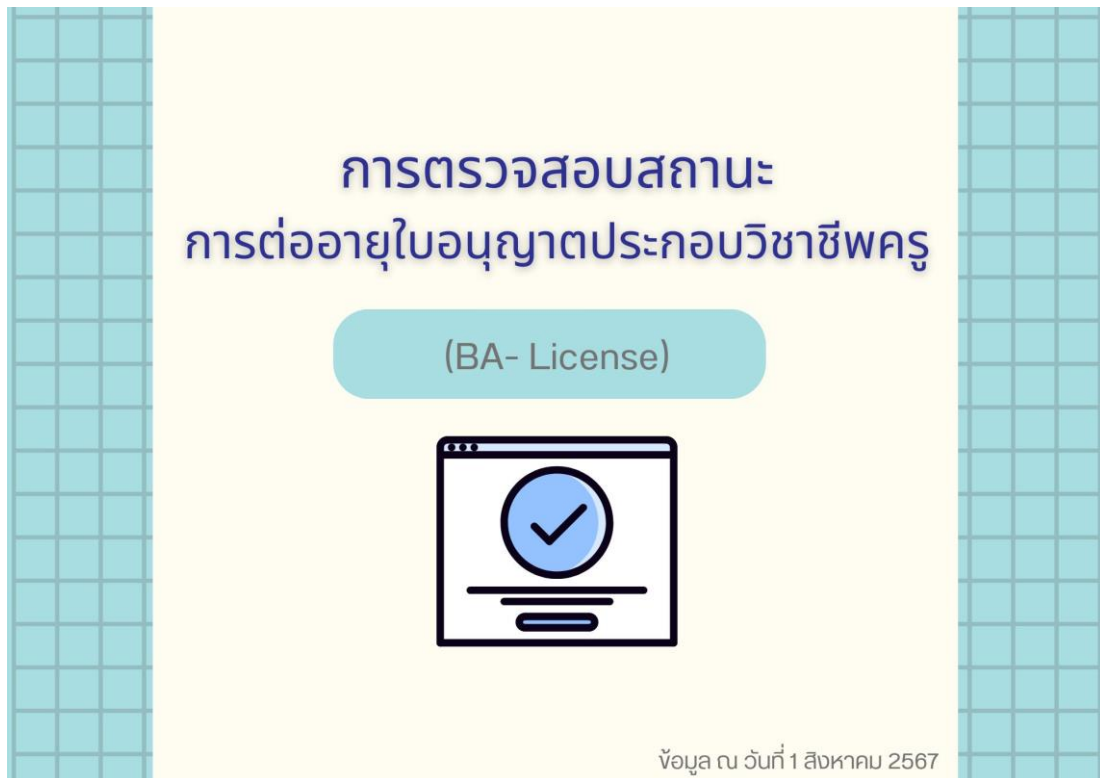 การตรวจสอบสถานะ
การต่ออายุใบอนุญาตประกอบวิชาชีพครู
(BA- License)
ข้อมูล ณ วันที่ 1 สิงหาคม 2567